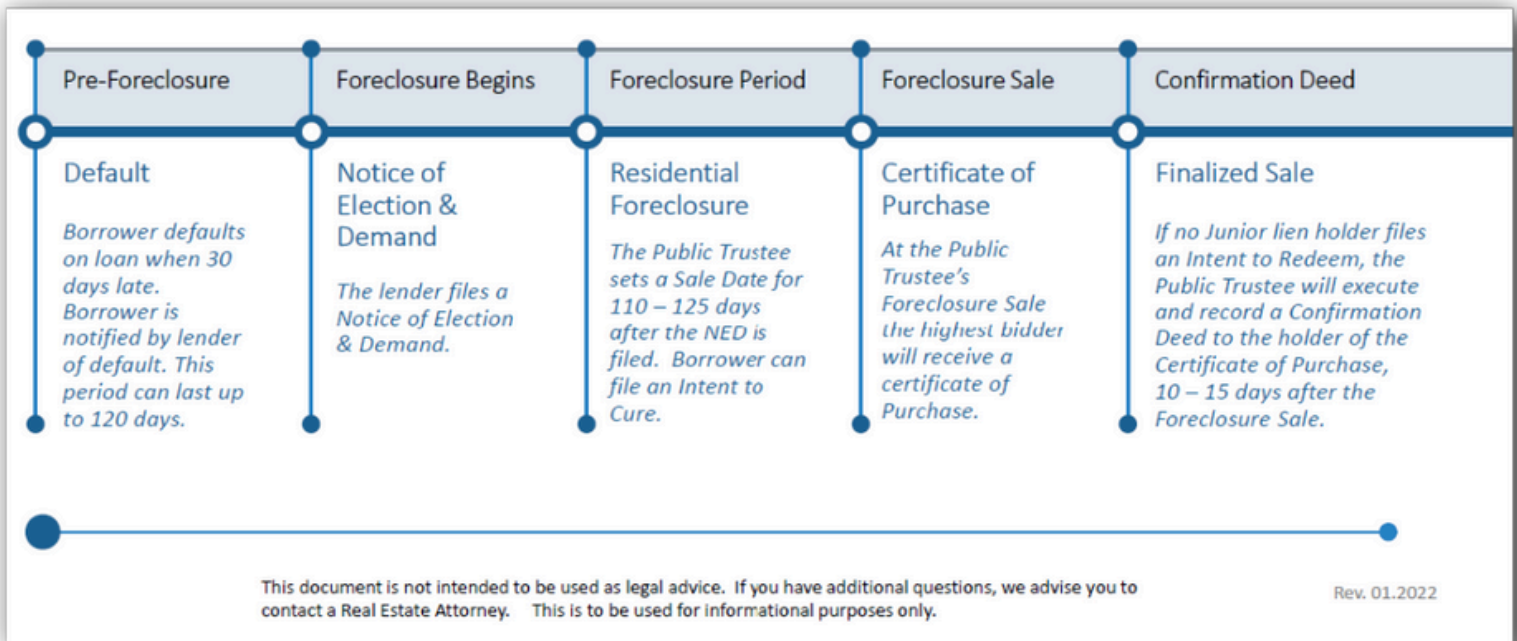 Pre-Foreclosure
Foreclosure Begins
Foreclosure Period
Foreclosure Sale
Confirmation Deed
Default
Borrower defaults
on loan when 30
days late.
Borrower is
notified by lender
of default. This
period can last up
to 120 days.
Notice of
Election &
Demand
The lender files a
Notice of Election
& Demand.
Residential
Foreclosure
The Public Trustee
sets a Sale Date for
110 – 125 days
after the NED is
filed.  Borrower can
file an Intent to
Cure.
Certificate of
Purchase
At the Public
Trustee's
Foreclosure Sale
the highest bidder
will receive a
certificate of
Purchase.
Finalized Sale
If no Junior lien holder files
an Intent to Redeem, the
Public Trustee will execute
and record a Confirmation
Deed to the holder of the
Certificate of Purchase,
10 – 15 days after the
Foreclosure Sale.
This document is not intended to be used as legal advice.  If you have additional questions, we advise you to
contact a Real Estate Attorney.    This is to be used for informational purposes only.
Rev. 01.2022